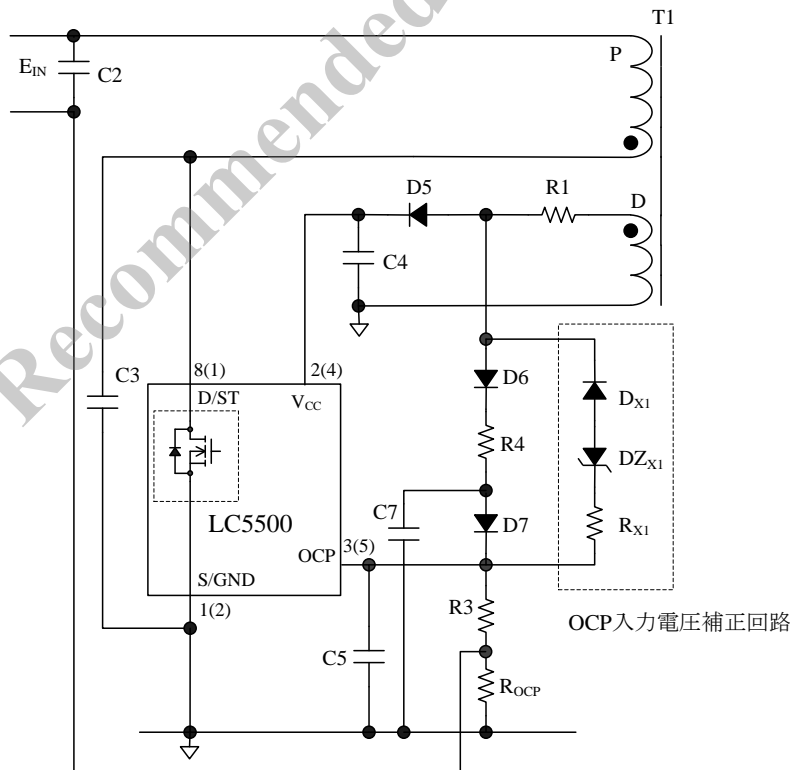 T1
P
E_IN
C2
D5
R1
D
C4
8(1)
2(4)
C3
D/ST
V_CC
D6
D_X1
R4
DZ_X1
LC5500
C7
D7
R_X1
OCP
3(5)
S/GND
1(2)
R3
OCP入力電圧補正回路
C5
R_OCP
Recommended